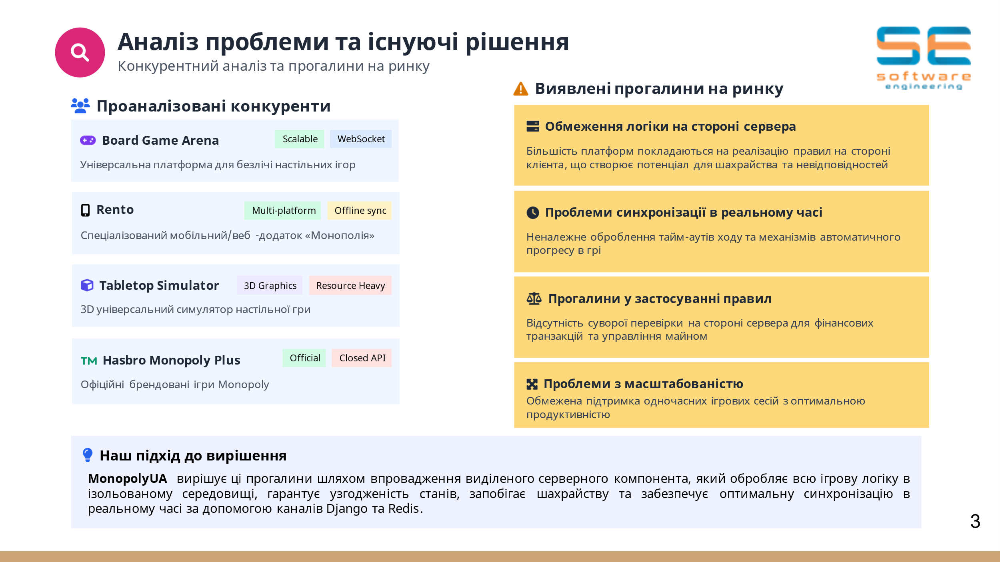 Аналіз проблеми та існуючі рішення
Конкурентний аналіз та прогалини на ринку
software
engineering
Проаналізовані конкуренти
Board Game Arena
Scalable
WebSocket
Універсальна платформа для безлічі настільних ігор
Rento
Multi-platform
Offline sync
Спеціалізований мобільний/веб -додаток «Монополія»
Tabletop Simulator
3D Graphics
Resource Heavy
3D універсальний симулятор настільної гри
TM Hasbro Monopoly Plus
Official
Closed API
Офіційні брендовані ігри Monopoly
Виявлені прогалини на ринку
Обмеження логіки на стороні сервера
Більшість платформ покладаються на реалізацію правил на стороні
клієнта, що створює потенціал для шахрайства та невідповідностей
Проблеми синхронізації в реальному часі
Неналежне оброблення тайм-аутів ходу та механізмів автоматичного
прогресу в грі
Прогалини у застосуванні правил
Відсутність суворої перевірки на стороні сервера для фінансових
транзакцій та управління майном
Проблеми з масштабованістю
Обмежена підтримка одночасних ігрових сесій з оптимальною
продуктивністю
Наш підхід до вирішення
MonopolyUA вирішує ці прогалини шляхом впровадження виділеного серверного компонента, який обробляє всю ігрову логіку в
ізольованому середовищі, гарантує узгодженість станів, запобігає шахрайству та забезпечує оптимальну синхронізацію в
реальному часі за допомогою каналів Django та Redis.
3